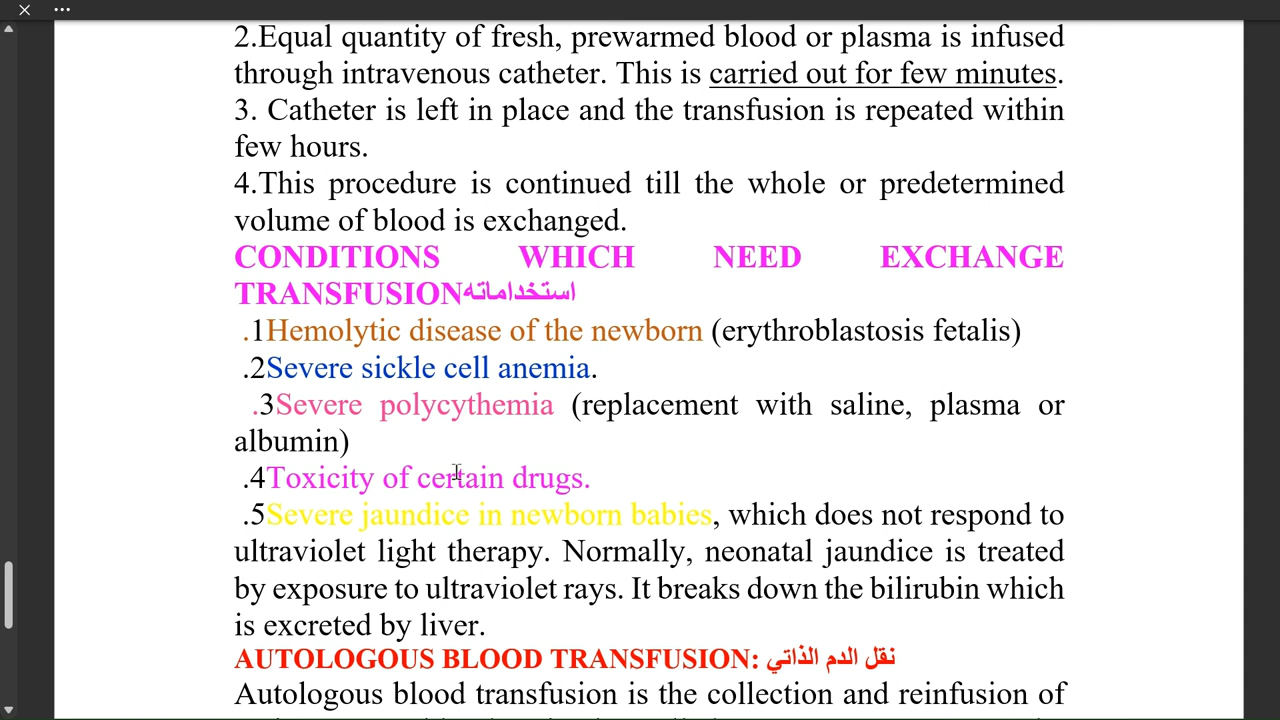 2.Equal quantity of fresh, prewarmed blood or plasma is infused
through intravenous catheter. This is carried out for few minutes.
3. Catheter is left in place and the transfusion is repeated within
few hours.
4.This procedure is continued till the whole or predetermined
volume of blood is exchanged.
CONDITIONS WHICH NEED EXCHANGE
TRANSFUSIONاستخداماته
.1Hemolytic disease of the newborn (erythroblastosis fetalis)
.2Severe sickle cell anemia.
.3Severe polycythemia (replacement with saline, plasma or
albumin)
.4Toxicity of certain drugs.
.5Severe jaundice in newborn babies, which does not respond to
ultraviolet light therapy. Normally, neonatal jaundice is treated
by exposure to ultraviolet rays. It breaks down the bilirubin which
is excreted by liver.
AUTOLOGOUS BLOOD TRANSFUSION: نقل الدم الذاتي
Autologous blood transfusion is the collection and reinfusion of